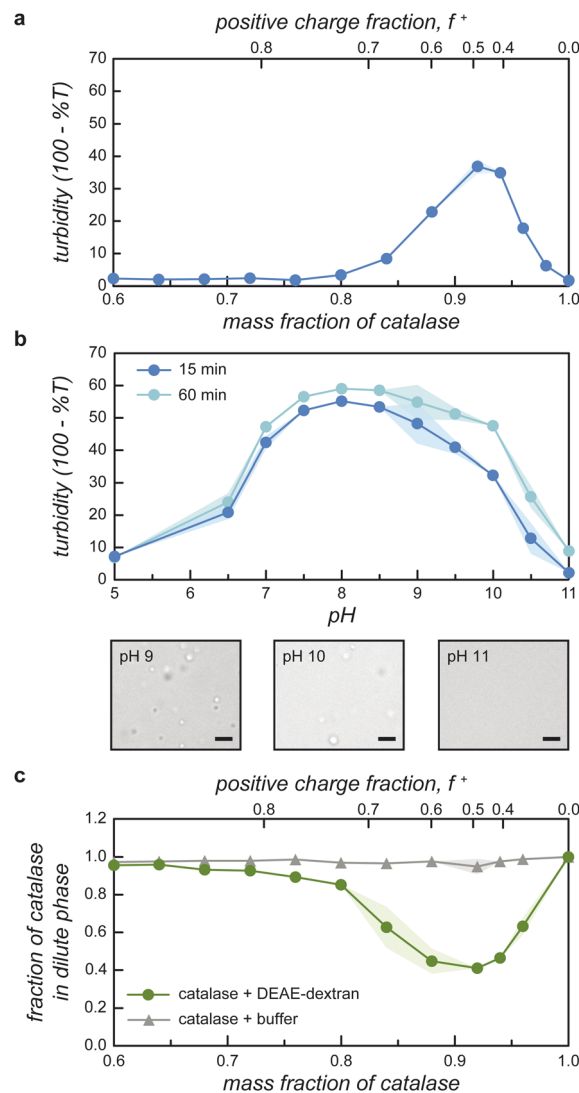 a
positive charge fraction, f +
0.8 0.7 0.6 0.5 0.4 0.0
70
60
50
40
30
20
10
0
turbidity (100 - %T)
0.6 0.7 0.8 0.9 1.0
mass fraction of catalase
b
70
60
50
40
30
20
10
0
turbidity (100 - %T)
15 min
60 min
5 6 7 8 9 10 11
pH
pH 9 pH 10 pH 11
c
positive charge fraction, f +
0.8 0.7 0.6 0.5 0.4 0.0
1.2
1.0
0.8
0.6
0.4
0.2
0.0
fraction of catalase
in dilute phase
catalase + DEAE-dextran
catalase + buffer
0.6 0.7 0.8 0.9 1.0
mass fraction of catalase